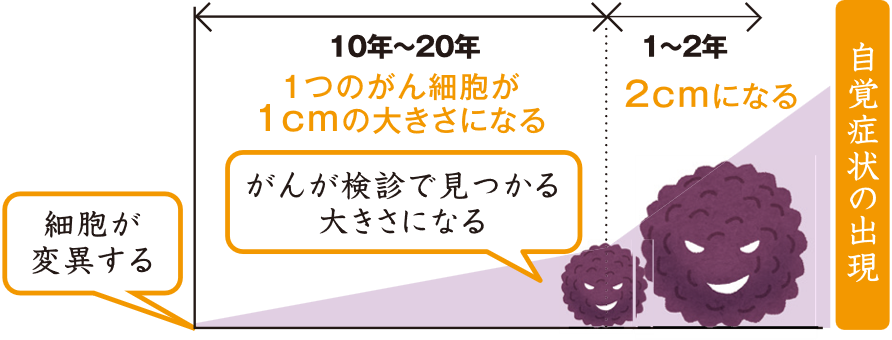 10年〜20年
1つのがん細胞が
1cmの大きさになる
1〜2年
2cmになる
がんが検診で見つかる
大きさになる
細胞が
変異する
自覚症状の出現